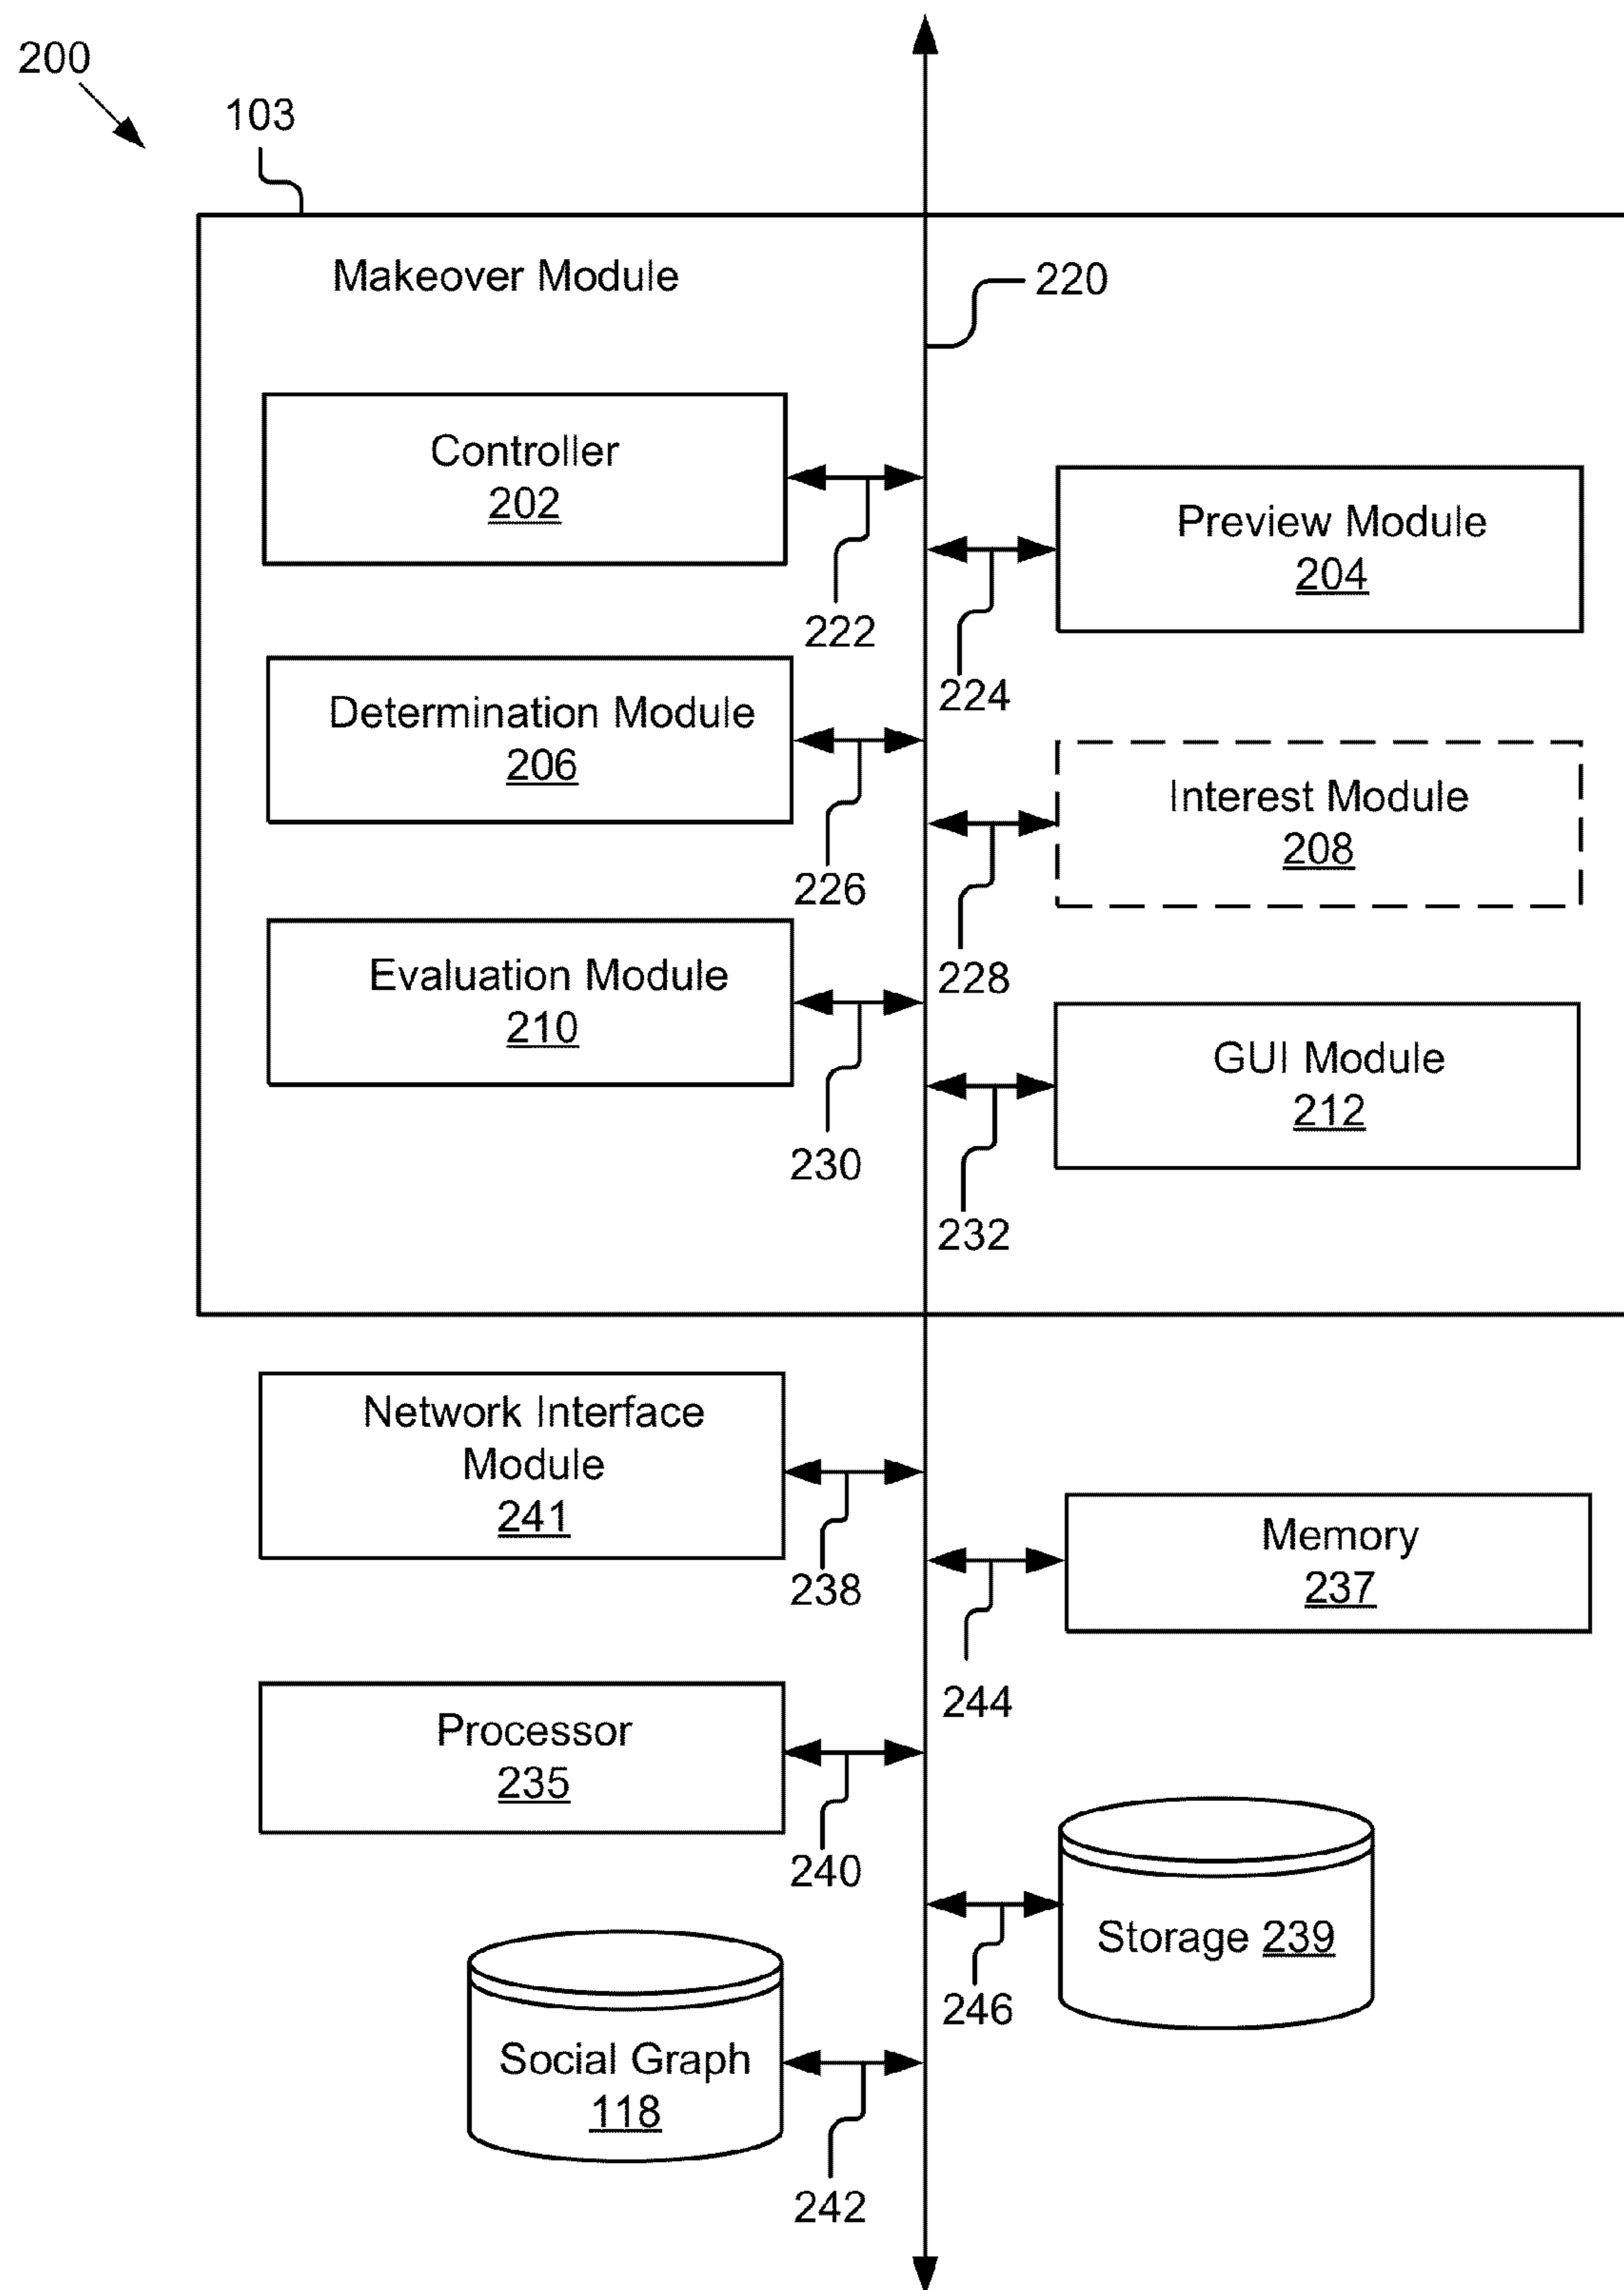 200
103
Makeover Module
220
Controller
202
222
Preview Module
204
224
Determination Module
206
226
Interest Module
208
228
Evaluation Module
210
230
GUI Module
212
232
Network Interface
Module
241
238
Memory
237
244
Processor
235
240
Storage 239
246
Social Graph
118
242